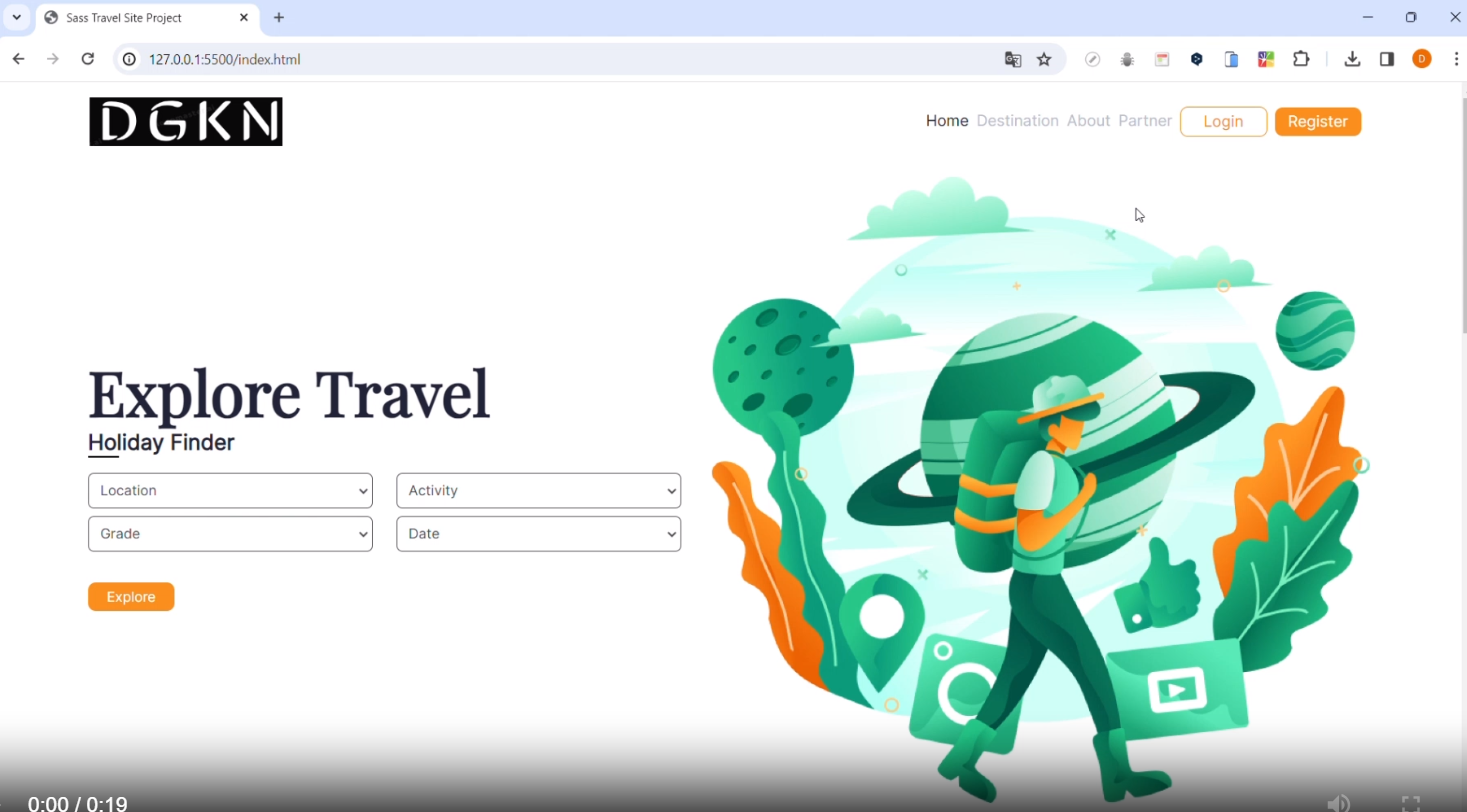 Sass Travel Site Project
127.0.0.1:5500/index.html
D
DGKN
Home Destination About Partner Login Register
Explore Travel
Holiday Finder
Location Activity
Grade Date
Explore
0:00 / 0:19